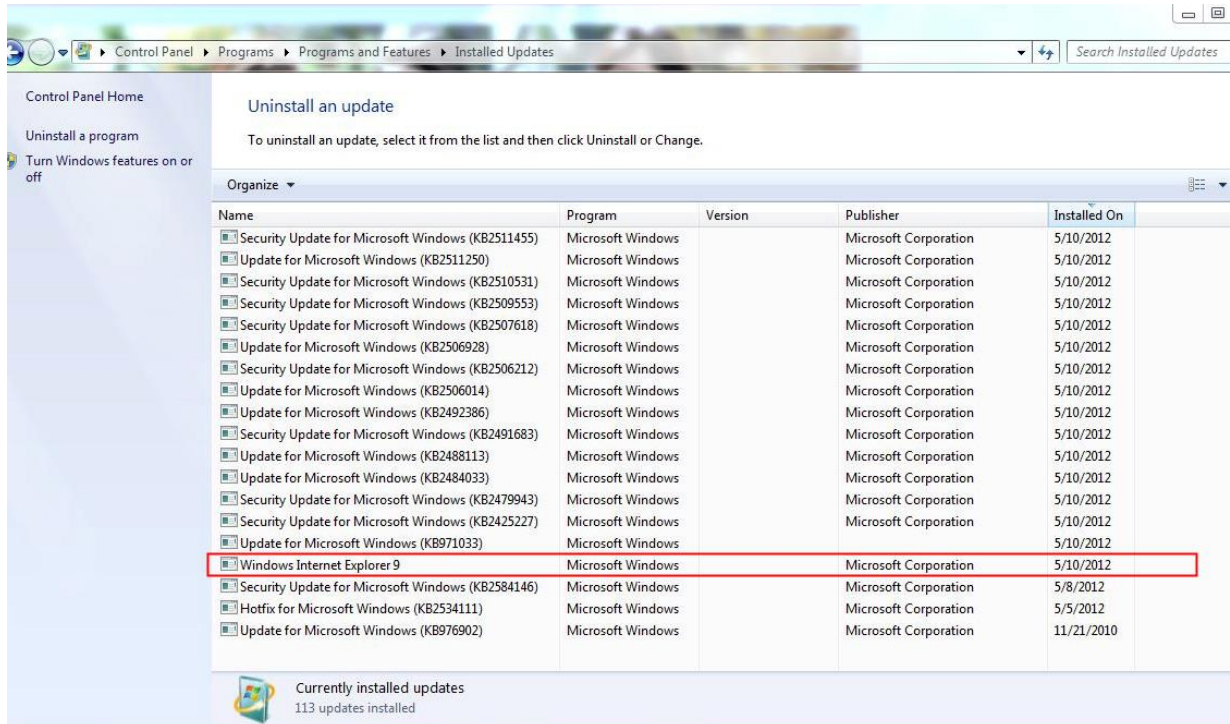 Control Panel Programs Programs and Features Installed Updates
Search Installed Updates
Control Panel Home
Uninstall a program
Turn Windows features on or
off
Uninstall an update
To uninstall an update, select it from the list and then click Uninstall or Change.
Organize
Name Program Version Publisher Installed On
Security Update for Microsoft Windows (KB2511455) Microsoft Windows Microsoft Corporation 5/10/2012
Update for Microsoft Windows (KB2511250) Microsoft Windows Microsoft Corporation 5/10/2012
Security Update for Microsoft Windows (KB2510531) Microsoft Windows Microsoft Corporation 5/10/2012
Security Update for Microsoft Windows (KB2509553) Microsoft Windows Microsoft Corporation 5/10/2012
Security Update for Microsoft Windows (KB2507618) Microsoft Windows Microsoft Corporation 5/10/2012
Update for Microsoft Windows (KB2506928) Microsoft Windows Microsoft Corporation 5/10/2012
Security Update for Microsoft Windows (KB2506212) Microsoft Windows Microsoft Corporation 5/10/2012
Update for Microsoft Windows (KB2506014) Microsoft Windows Microsoft Corporation 5/10/2012
Update for Microsoft Windows (KB2492386) Microsoft Windows Microsoft Corporation 5/10/2012
Security Update for Microsoft Windows (KB2491683) Microsoft Windows Microsoft Corporation 5/10/2012
Update for Microsoft Windows (KB2488113) Microsoft Windows Microsoft Corporation 5/10/2012
Update for Microsoft Windows (KB2484033) Microsoft Windows Microsoft Corporation 5/10/2012
Security Update for Microsoft Windows (KB2479943) Microsoft Windows Microsoft Corporation 5/10/2012
Security Update for Microsoft Windows (KB2425227) Microsoft Windows Microsoft Corporation 5/10/2012
Update for Microsoft Windows (KB971033) Microsoft Windows 5/10/2012
Windows Internet Explorer 9 Microsoft Windows Microsoft Corporation 5/10/2012
Security Update for Microsoft Windows (KB2584146) Microsoft Windows Microsoft Corporation 5/8/2012
Hotfix for Microsoft Windows (KB2534111) Microsoft Windows Microsoft Corporation 5/5/2012
Update for Microsoft Windows (KB976902) Microsoft Windows Microsoft Corporation 11/21/2010
Currently installed updates
113 updates installed